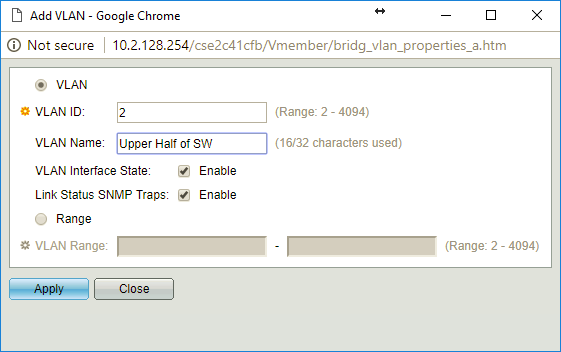 Add VLAN - Google Chrome
Not secure | 10.2.128.254/cse2c41cfb/Vmember/bridg_vlan_properties_a.htm
VLAN
VLAN ID: 2 (Range: 2 - 4094)
VLAN Name: Upper Half of SW (16/32 characters used)
VLAN Interface State: Enable
Link Status SNMP Traps: Enable
Range
VLAN Range: - (Range: 2 - 4094)
Apply Close